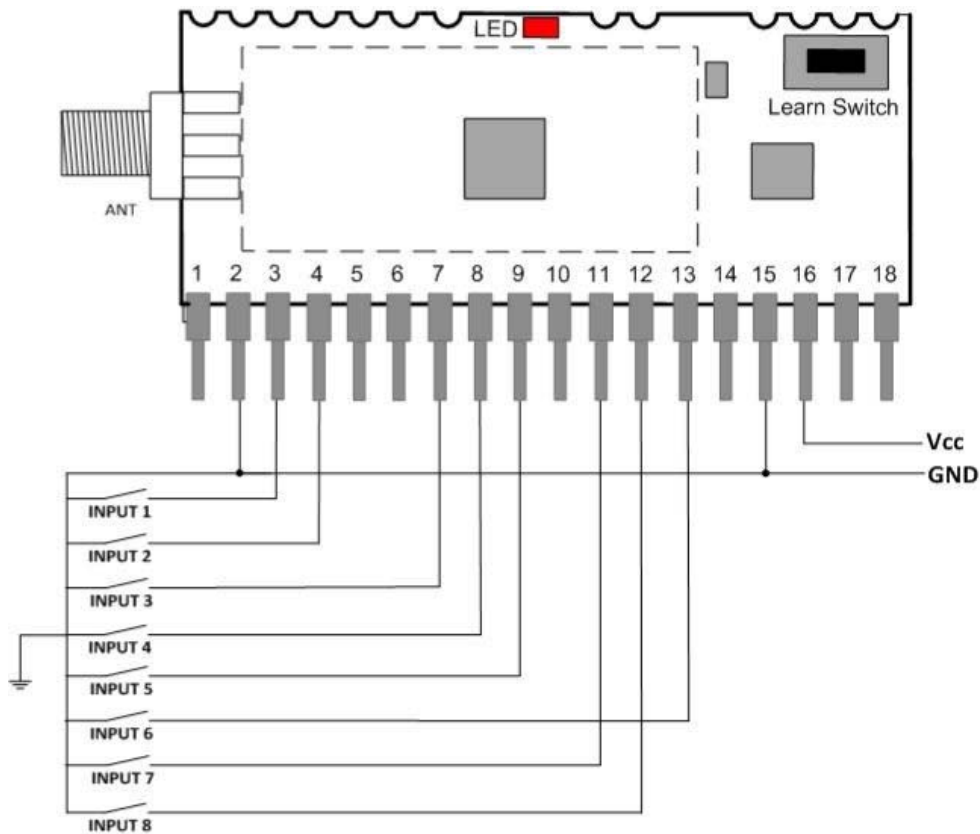 LED
Learn Switch
ANT
1 2 3 4 5 6 7 8 9 10 11 12 13 14 15 16 17 18
Vcc
GND
INPUT 1
INPUT 2
INPUT 3
INPUT 4
INPUT 5
INPUT 6
INPUT 7
INPUT 8